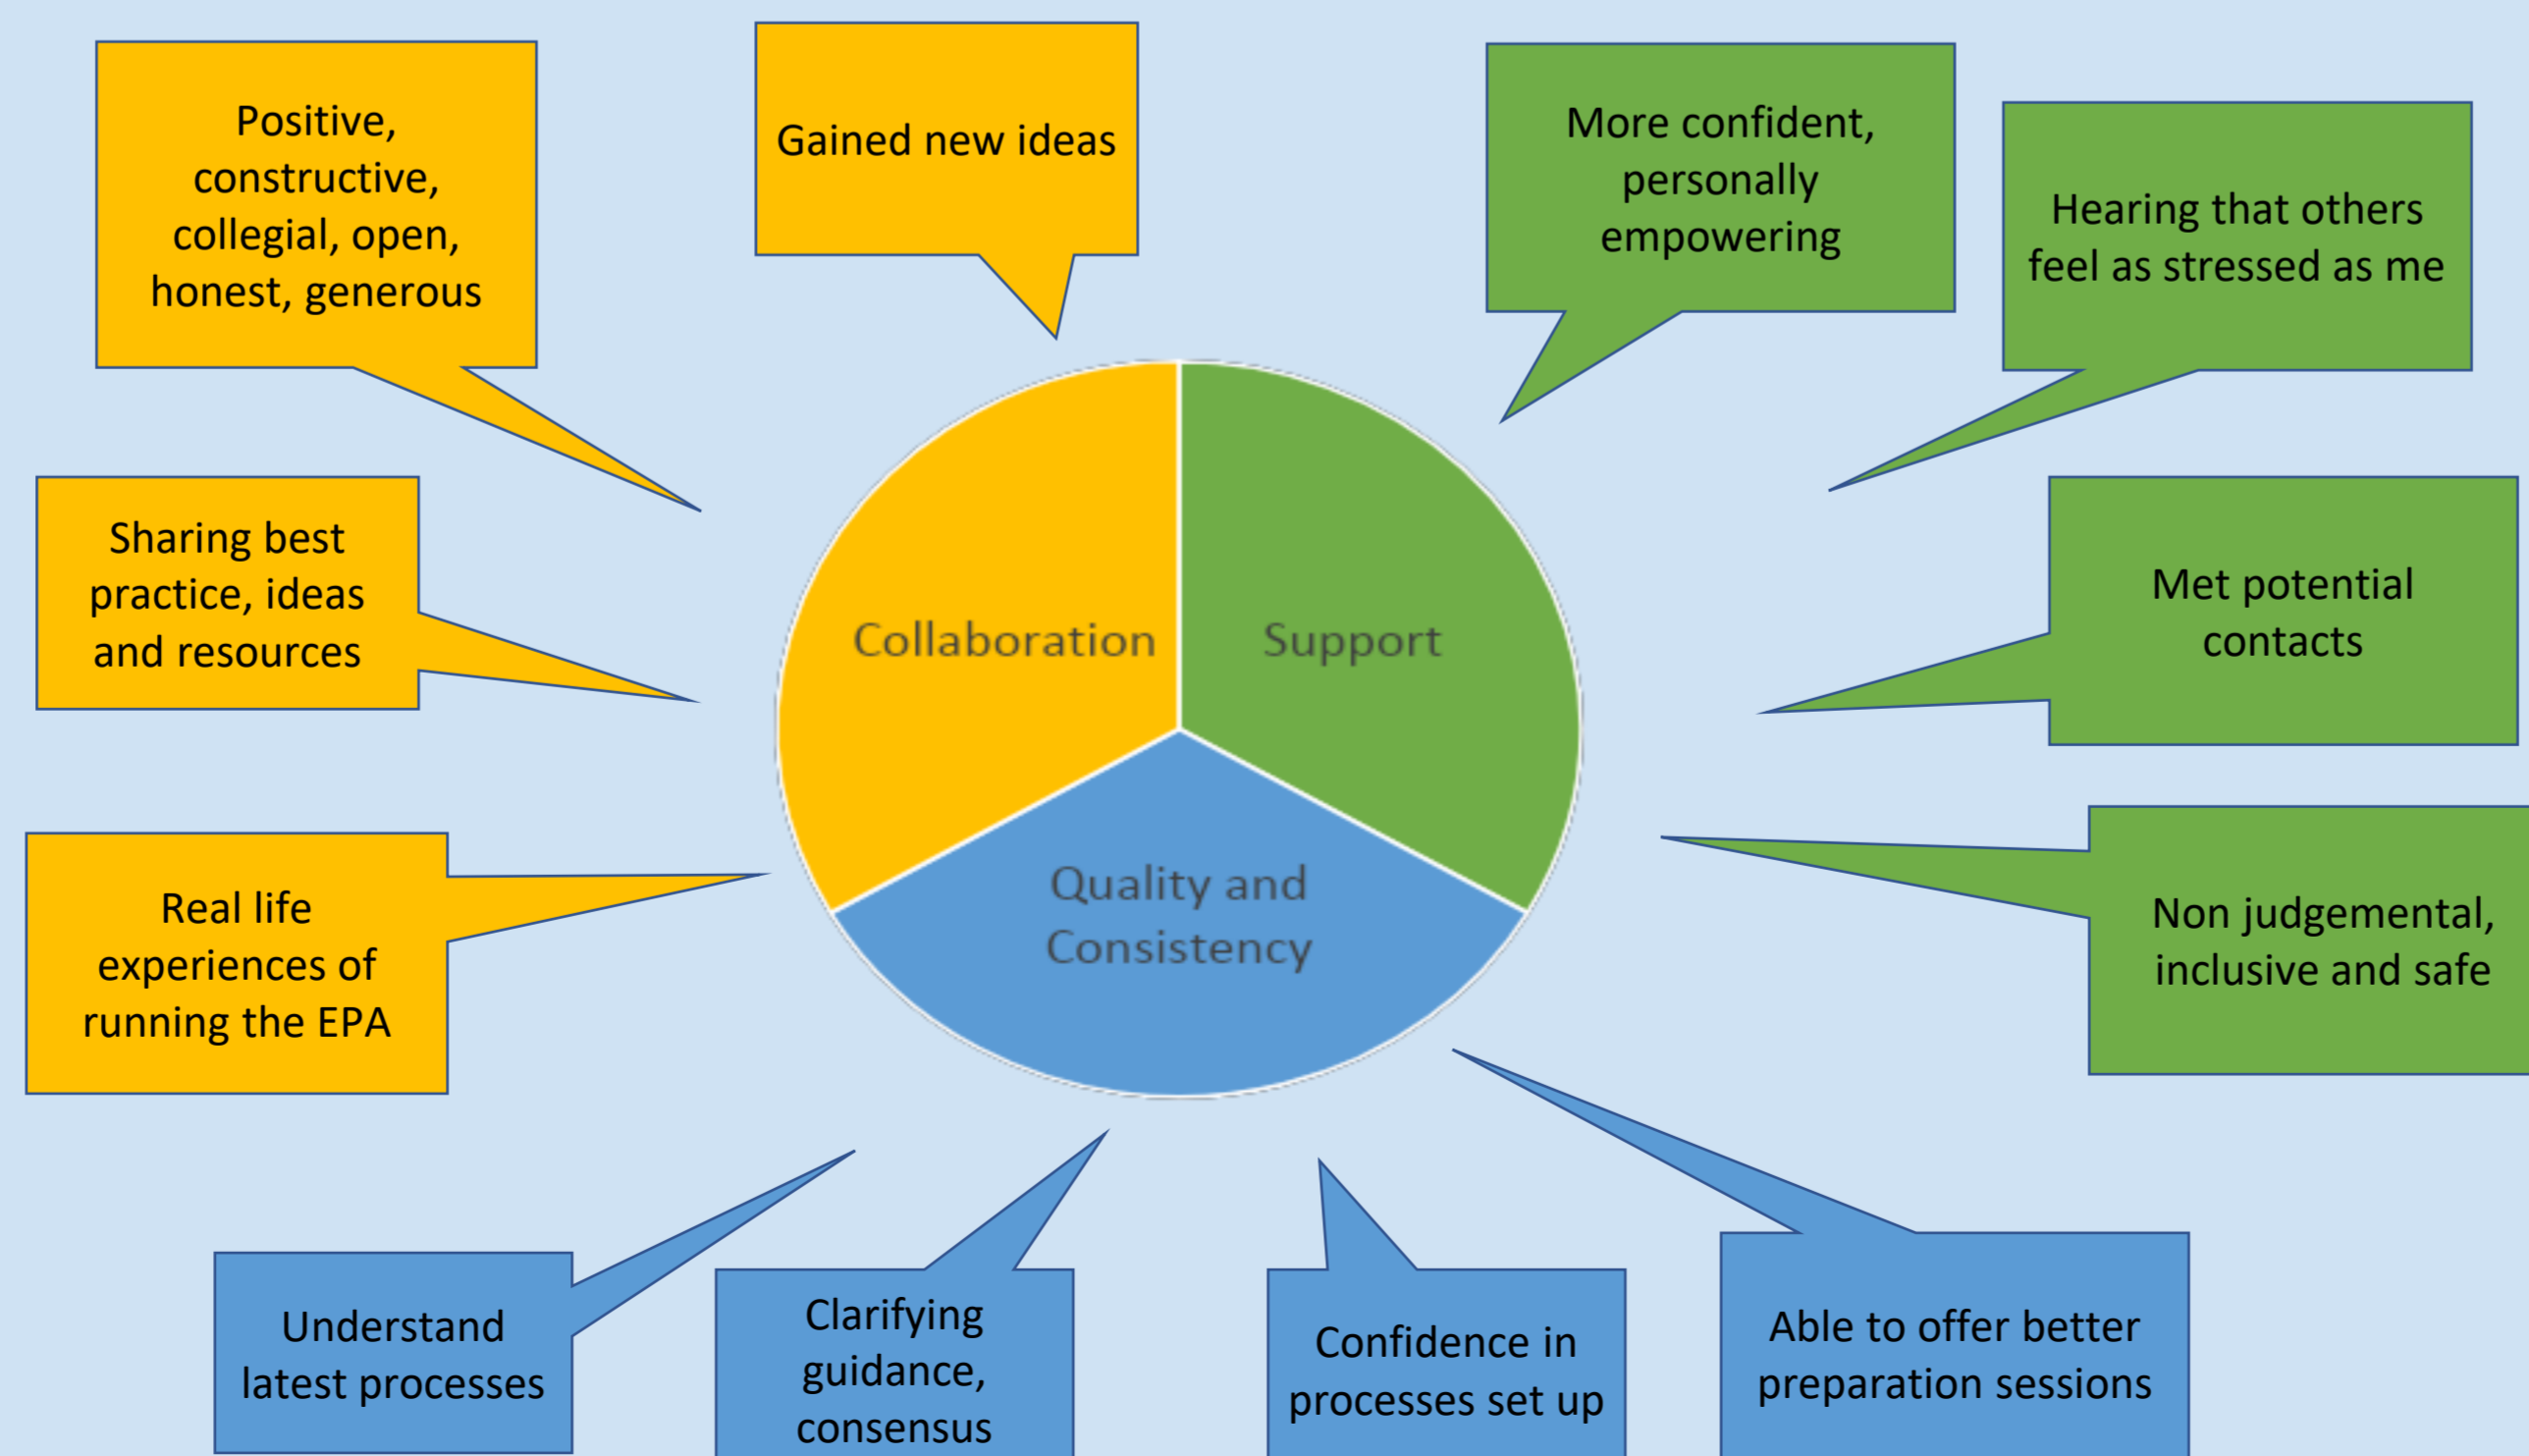 Positive,
constructive,
collegial, open,
honest, generous
Gained new ideas
More confident,
personally
empowering
Hearing that others
feel as stressed as me
Sharing best
practice, ideas
and resources
Collaboration
Support
Met potential
contacts
Real life
experiences of
running the EPA
Quality and
Consistency
Non judgemental,
inclusive and safe
Understand
latest processes
Clarifying
guidance,
consensus
Confidence in
processes set up
Able to offer better
preparation sessions